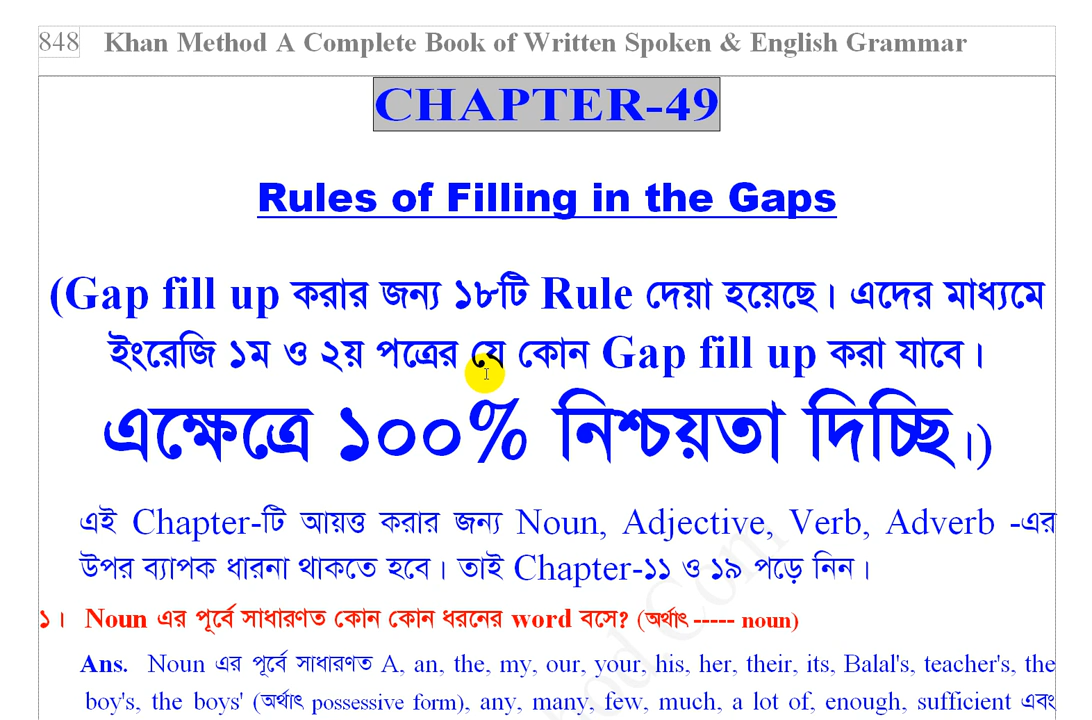 848 Khan Method A Complete Book of Written Spoken & English Grammar
CHAPTER-49
Rules of Filling in the Gaps
(Gap fill up করার জন্য ১৮টি Rule দেয়া হয়েছে। এদের মাধ্যমে
ইংরেজি ১ম ও ২য় পত্রের যে কোন Gap fill up করা যাবে।
এক্ষেত্রে ১০০% নিশ্চয়তা দিচ্ছি।)
এই Chapter-টি আয়ত্ত করার জন্য Noun, Adjective, Verb, Adverb -এর
উপর ব্যাপক ধারনা থাকতে হবে। তাই Chapter-১১ ও ১৯ পড়ে নিন।
১। Noun এর পূর্বে সাধারণত কোন কোন ধরনের word বসে? (অর্থাৎ ----- noun)
Ans. Noun এর পূর্বে সাধারণত A, an, the, my, our, your, his, her, their, its, Balal's, teacher's, the
boy's, the boys' (অর্থাৎ possessive form), any, many, few, much, a lot of, enough, sufficient এবং